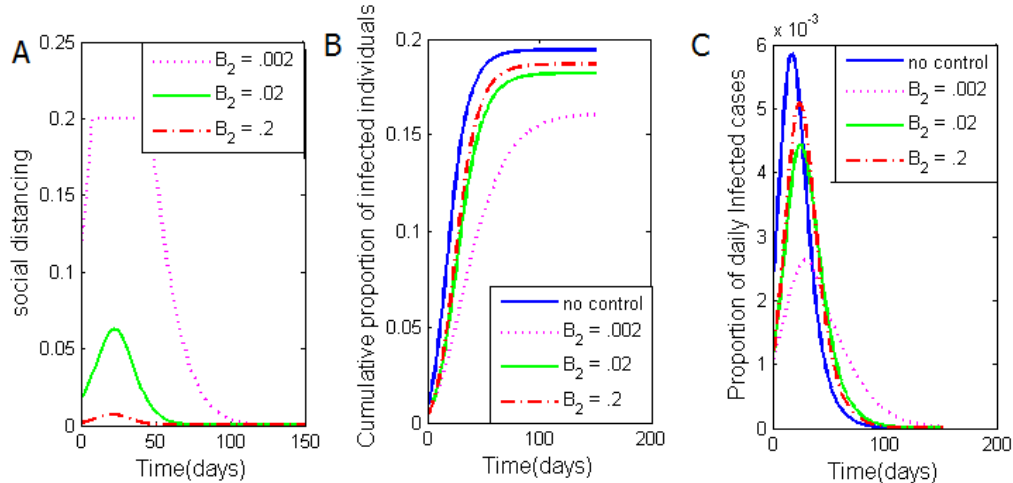 A
0.25
0.2
0.15
0.1
0.05
0
0
50
100
150
social distancing
Time(days)
B₂ = .002
B₂ = .02
B₂ = .2
B
0.2
0.15
0.1
0.05
0
0
100
200
Cumulative proportion of infected individuals
Time(days)
no control
B₂ = .002
B₂ = .02
B₂ = .2
C
x 10⁻³
6
5
4
3
2
1
0
0
100
200
Proportion of daily Infected cases
Time(days)
no control
B₂ = .002
B₂ = .02
B₂ = .2